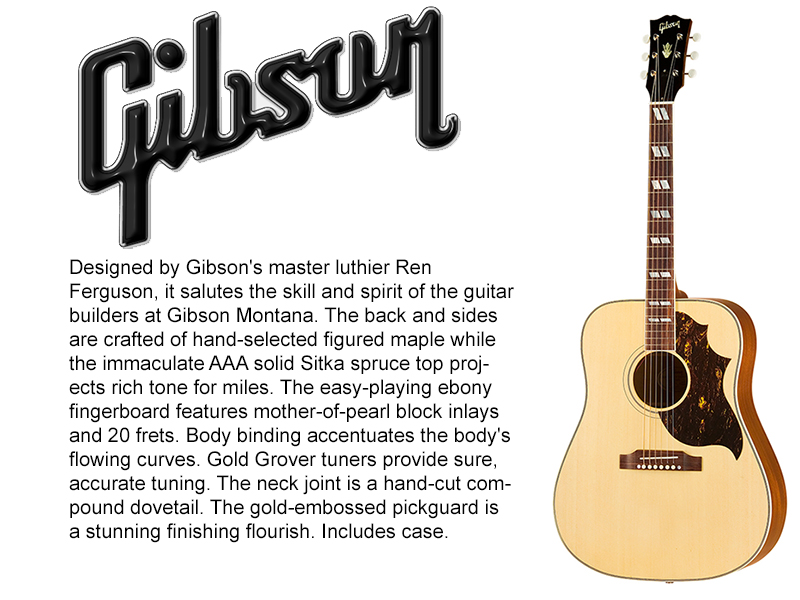 Gibson
Gibson
Designed by Gibson's master luthier Ren
Ferguson, it salutes the skill and spirit of the guitar
builders at Gibson Montana. The back and sides
are crafted of hand-selected figured maple while
the immaculate AAA solid Sitka spruce top proj-
ects rich tone for miles. The easy-playing ebony
fingerboard features mother-of-pearl block inlays
and 20 frets. Body binding accentuates the body's
flowing curves. Gold Grover tuners provide sure,
accurate tuning. The neck joint is a hand-cut com-
pound dovetail. The gold-embossed pickguard is
a stunning finishing flourish. Includes case.